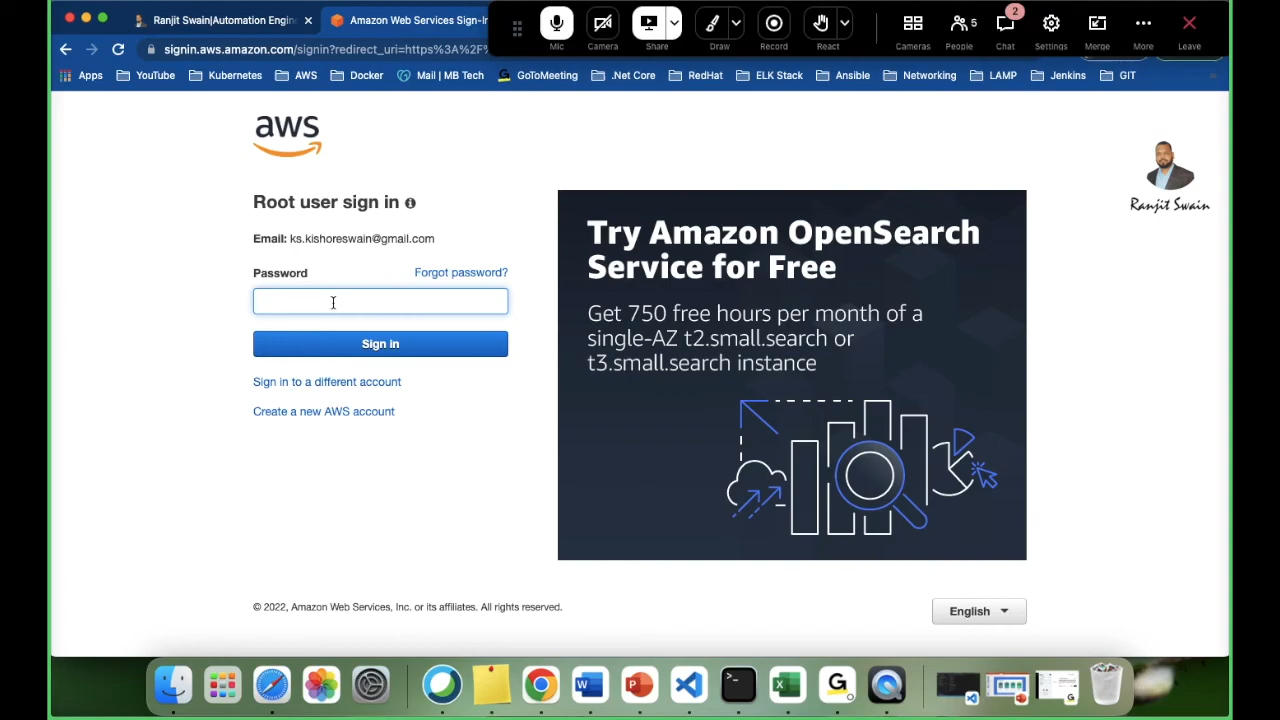 Ranjit Swain|Automation Engine
Amazon Web Services Sign-In
signin.aws.amazon.com/signin?redirect_uri=https%3A%2F%
Mic
Camera
Share
Draw
Record
React
Cameras
People
5
Chat
2
Settings
Merge
More
Leave
Apps
YouTube
Kubernetes
AWS
Docker
Mail | MB Tech
GoToMeeting
.Net Core
RedHat
ELK Stack
Ansible
Networking
LAMP
Jenkins
GIT
aws
Ranjit Swain
Root user sign in
Email: ks.kishoreswain@gmail.com
Password
Forgot password?
Sign in
Sign in to a different account
Create a new AWS account
Try Amazon OpenSearch
Service for Free
Get 750 free hours per month of a
single-AZ t2.small.search or
t3.small.search instance
© 2022, Amazon Web Services, Inc. or its affiliates. All rights reserved.
English